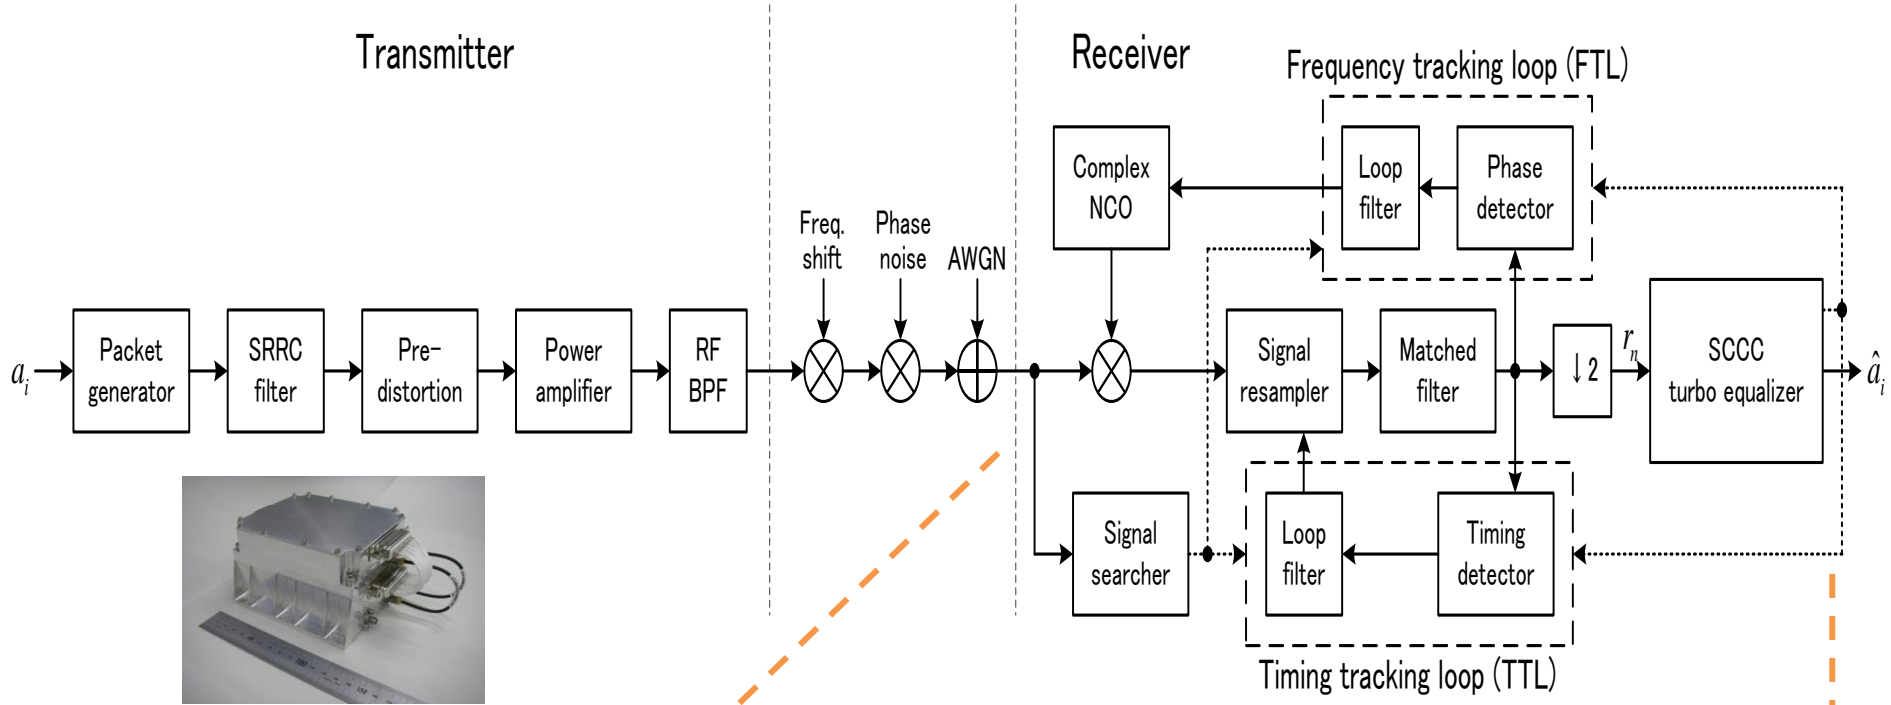 Transmitter
Receiver
Frequency tracking loop (FTL)
Complex
NCO
Loop
filter
Phase
detector
Freq.
shift
Phase
noise
AWGN
a_i
Packet
generator
SRRC
filter
Pre-
distortion
Power
amplifier
RF
BPF
Signal
resampler
Matched
filter
↓2
r_n
SCCC
turbo equalizer
â_i
Signal
searcher
Loop
filter
Timing
detector
Timing tracking loop (TTL)
100
150